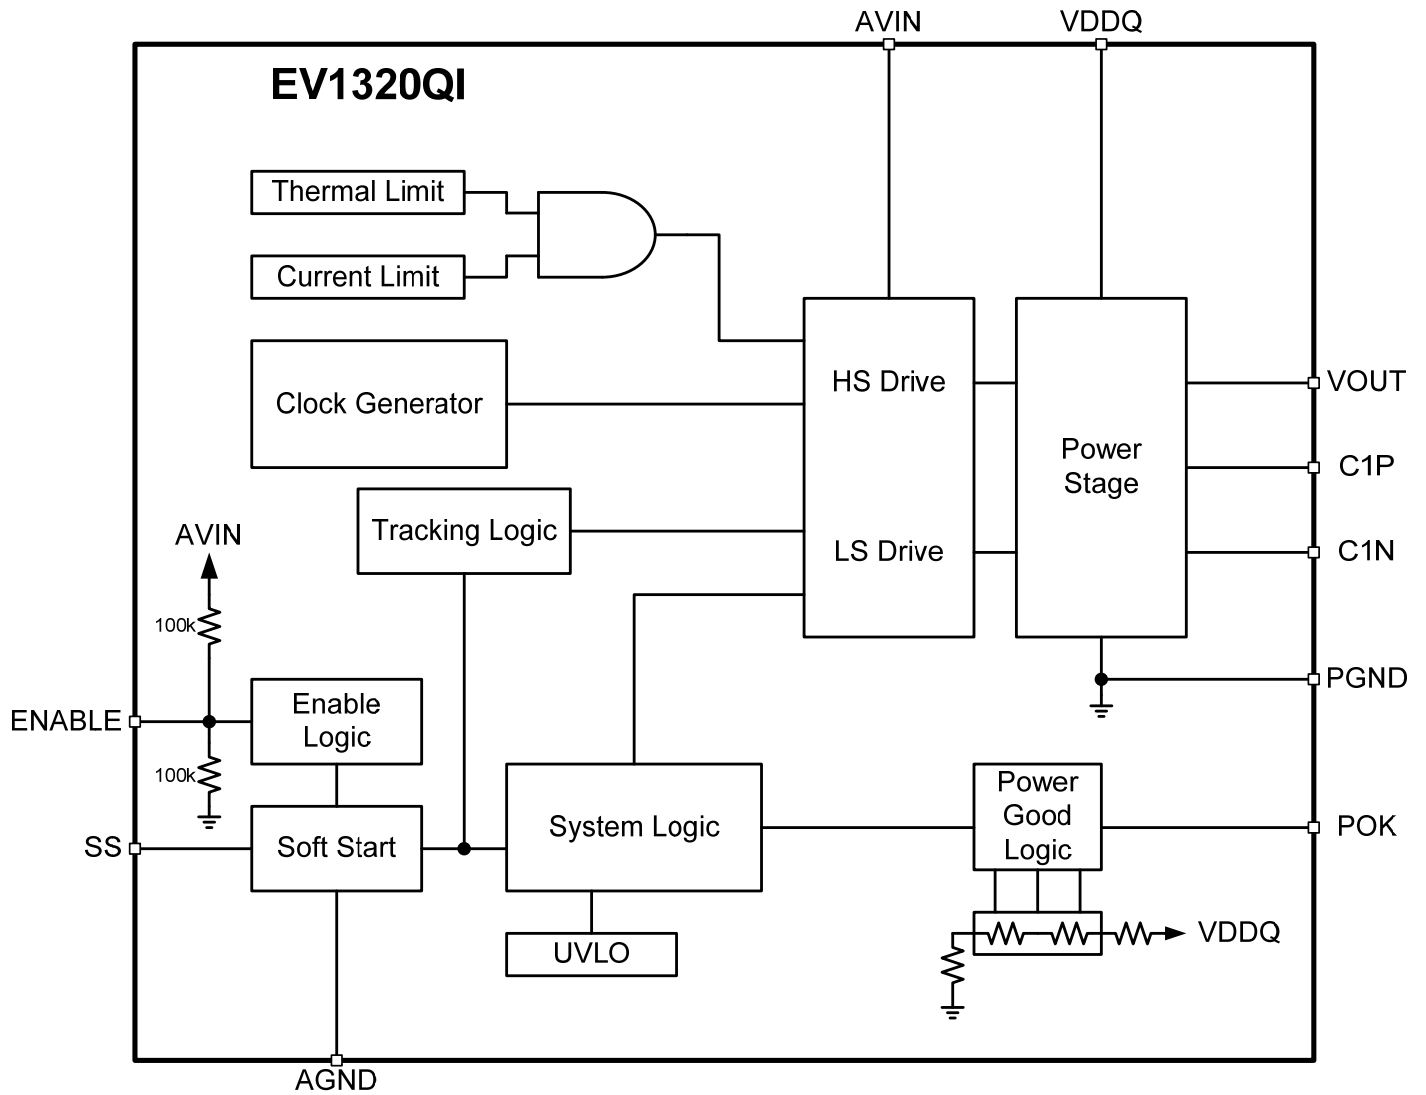 AVIN
VDDQ
EV1320QI
Thermal Limit
Current Limit
Clock Generator
HS Drive
VOUT
Power
Stage
C1P
Tracking Logic
AVIN
LS Drive
C1N
100k
Enable
Logic
ENABLE
PGND
100k
Power
Good
Logic
System Logic
POK
SS
Soft Start
UVLO
VDDQ
AGND